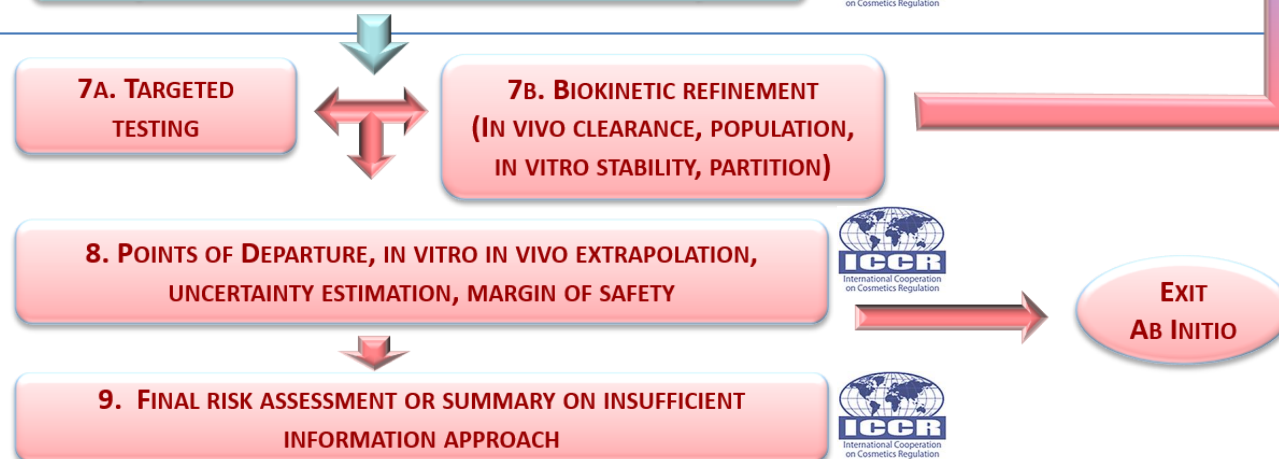 on Cosmetics Regulation
7A. TARGETED
TESTING
7B. BIOKINETIC REFINEMENT
(IN VIVO CLEARANCE, POPULATION,
IN VITRO STABILITY, PARTITION)
8. POINTS OF DEPARTURE, IN VITRO IN VIVO EXTRAPOLATION,
UNCERTAINTY ESTIMATION, MARGIN OF SAFETY
ICCR
International Cooperation
on Cosmetics Regulation
EXIT
AB INITIO
9. FINAL RISK ASSESSMENT OR SUMMARY ON INSUFFICIENT
INFORMATION APPROACH
ICCR
International Cooperation
on Cosmetics Regulation